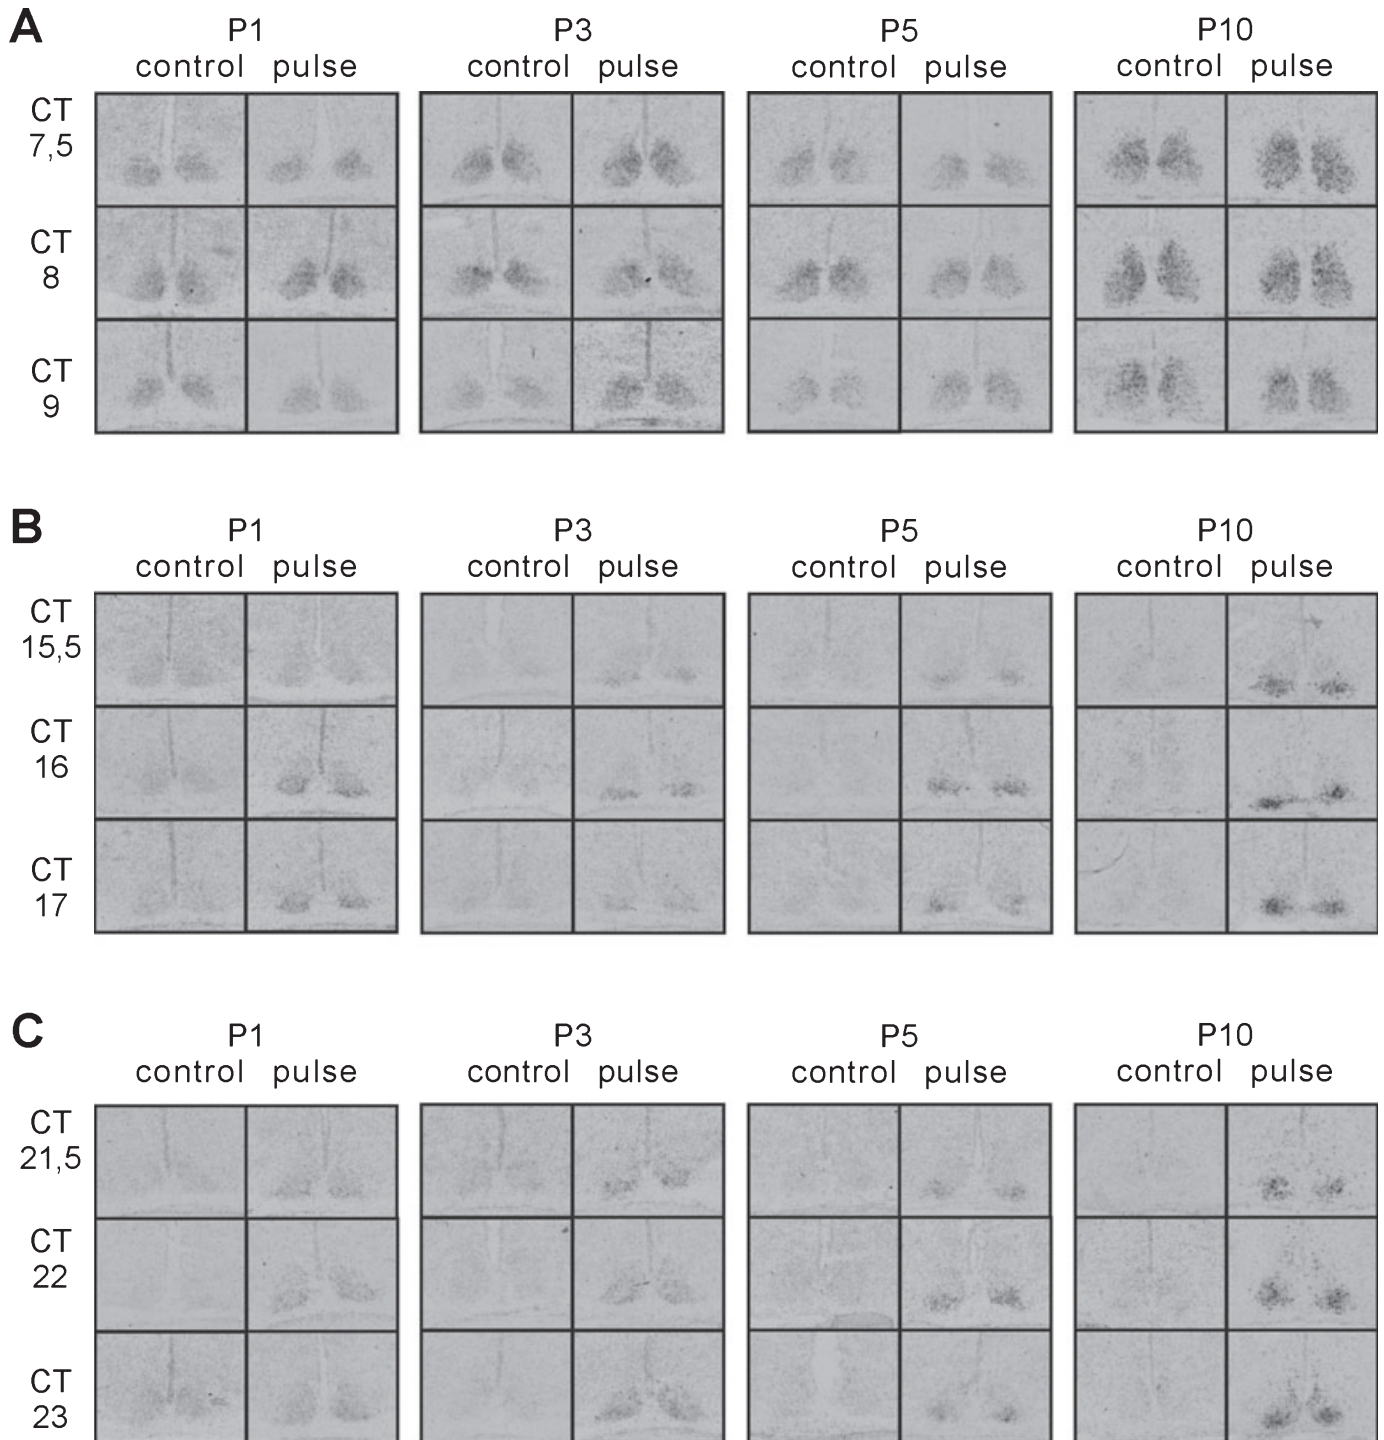 A
P1 P3 P5 P10
control pulse control pulse control pulse control pulse
CT
7,5
CT
8
CT
9
B
P1 P3 P5 P10
control pulse control pulse control pulse control pulse
CT
15,5
CT
16
CT
17
C
P1 P3 P5 P10
control pulse control pulse control pulse control pulse
CT
21,5
CT
22
CT
23